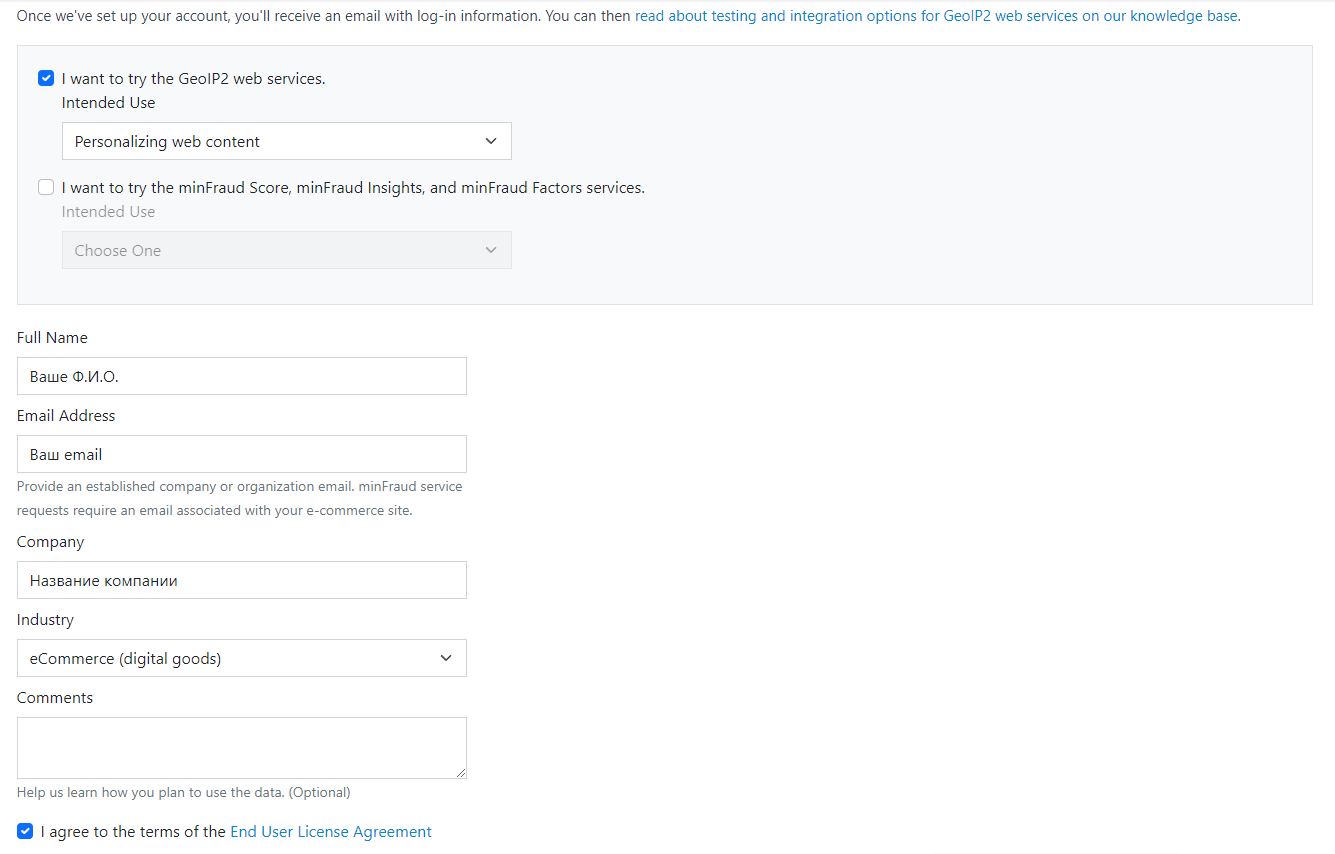 Once we've set up your account, you'll receive an email with log-in information. You can then read about testing and integration options for GeoIP2 web services on our knowledge base.
I want to try the GeoIP2 web services.
Intended Use
Personalizing web content
I want to try the minFraud Score, minFraud Insights, and minFraud Factors services.
Intended Use
Choose One
Full Name
Ваше Ф.И.О.
Email Address
Ваш email
Provide an established company or organization email. minFraud service
requests require an email associated with your e-commerce site.
Company
Название компании
Industry
eCommerce (digital goods)
Comments
Help us learn how you plan to use the data. (Optional)
I agree to the terms of the End User License Agreement